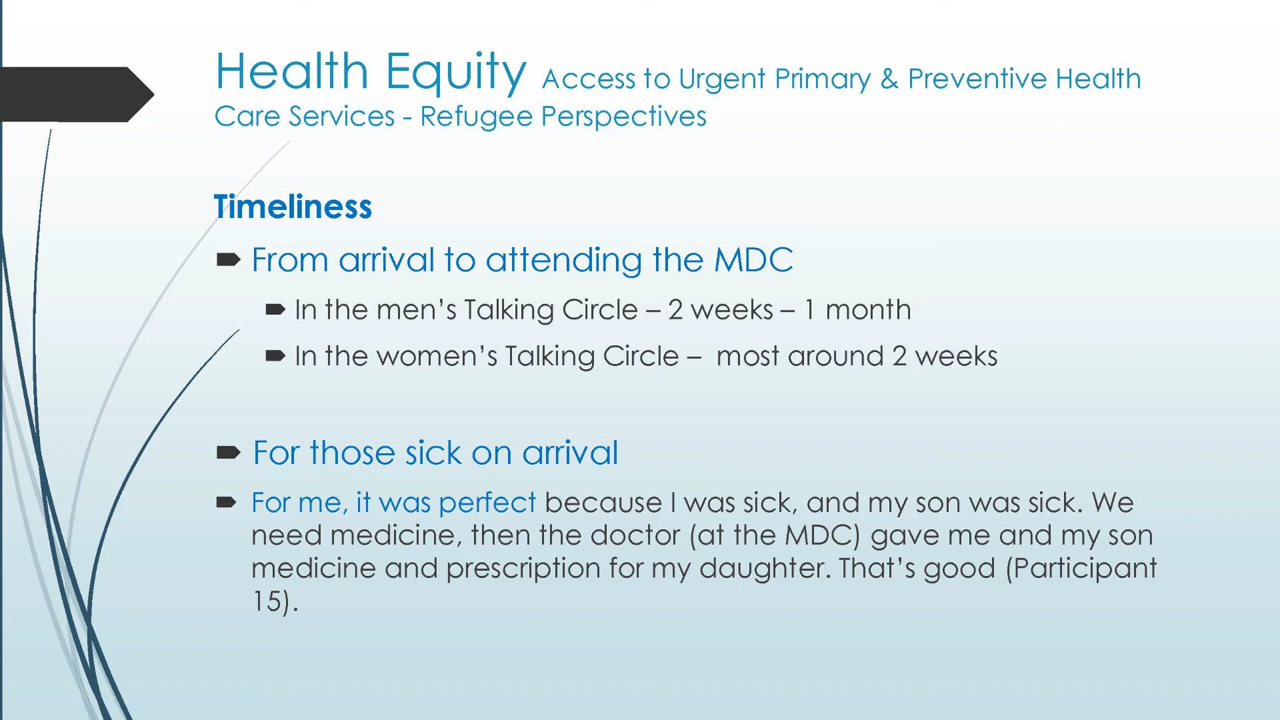 Health Equity Access to Urgent Primary & Preventive Health
Care Services - Refugee Perspectives
Timeliness
From arrival to attending the MDC
In the men’s Talking Circle – 2 weeks – 1 month
In the women’s Talking Circle – most around 2 weeks
For those sick on arrival
For me, it was perfect because I was sick, and my son was sick. We
need medicine, then the doctor (at the MDC) gave me and my son
medicine and prescription for my daughter. That’s good (Participant
15).